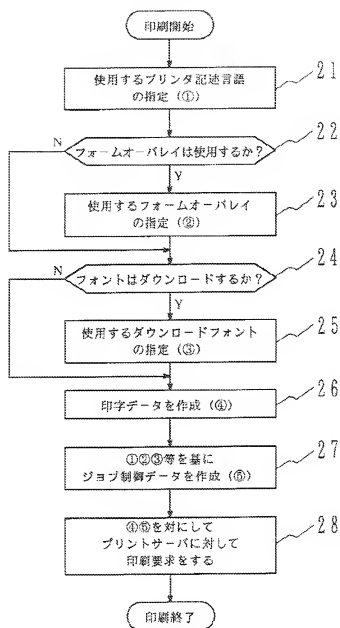 印刷開始
使用するプリンタ記述言語
の指定(①)
21
フォームオーバレイは使用するか?
22
N
Y
使用するフォームオーバレイ
の指定(②)
23
フォントはダウンロードするか?
24
N
Y
使用するダウンロードフォント
の指定(③)
25
印字データを作成(④)
26
①②③等を基に
ジョブ制御データを作成(⑤)
27
④⑤を対にして
プリントサーバに対して
印刷要求をする
28
印刷終了